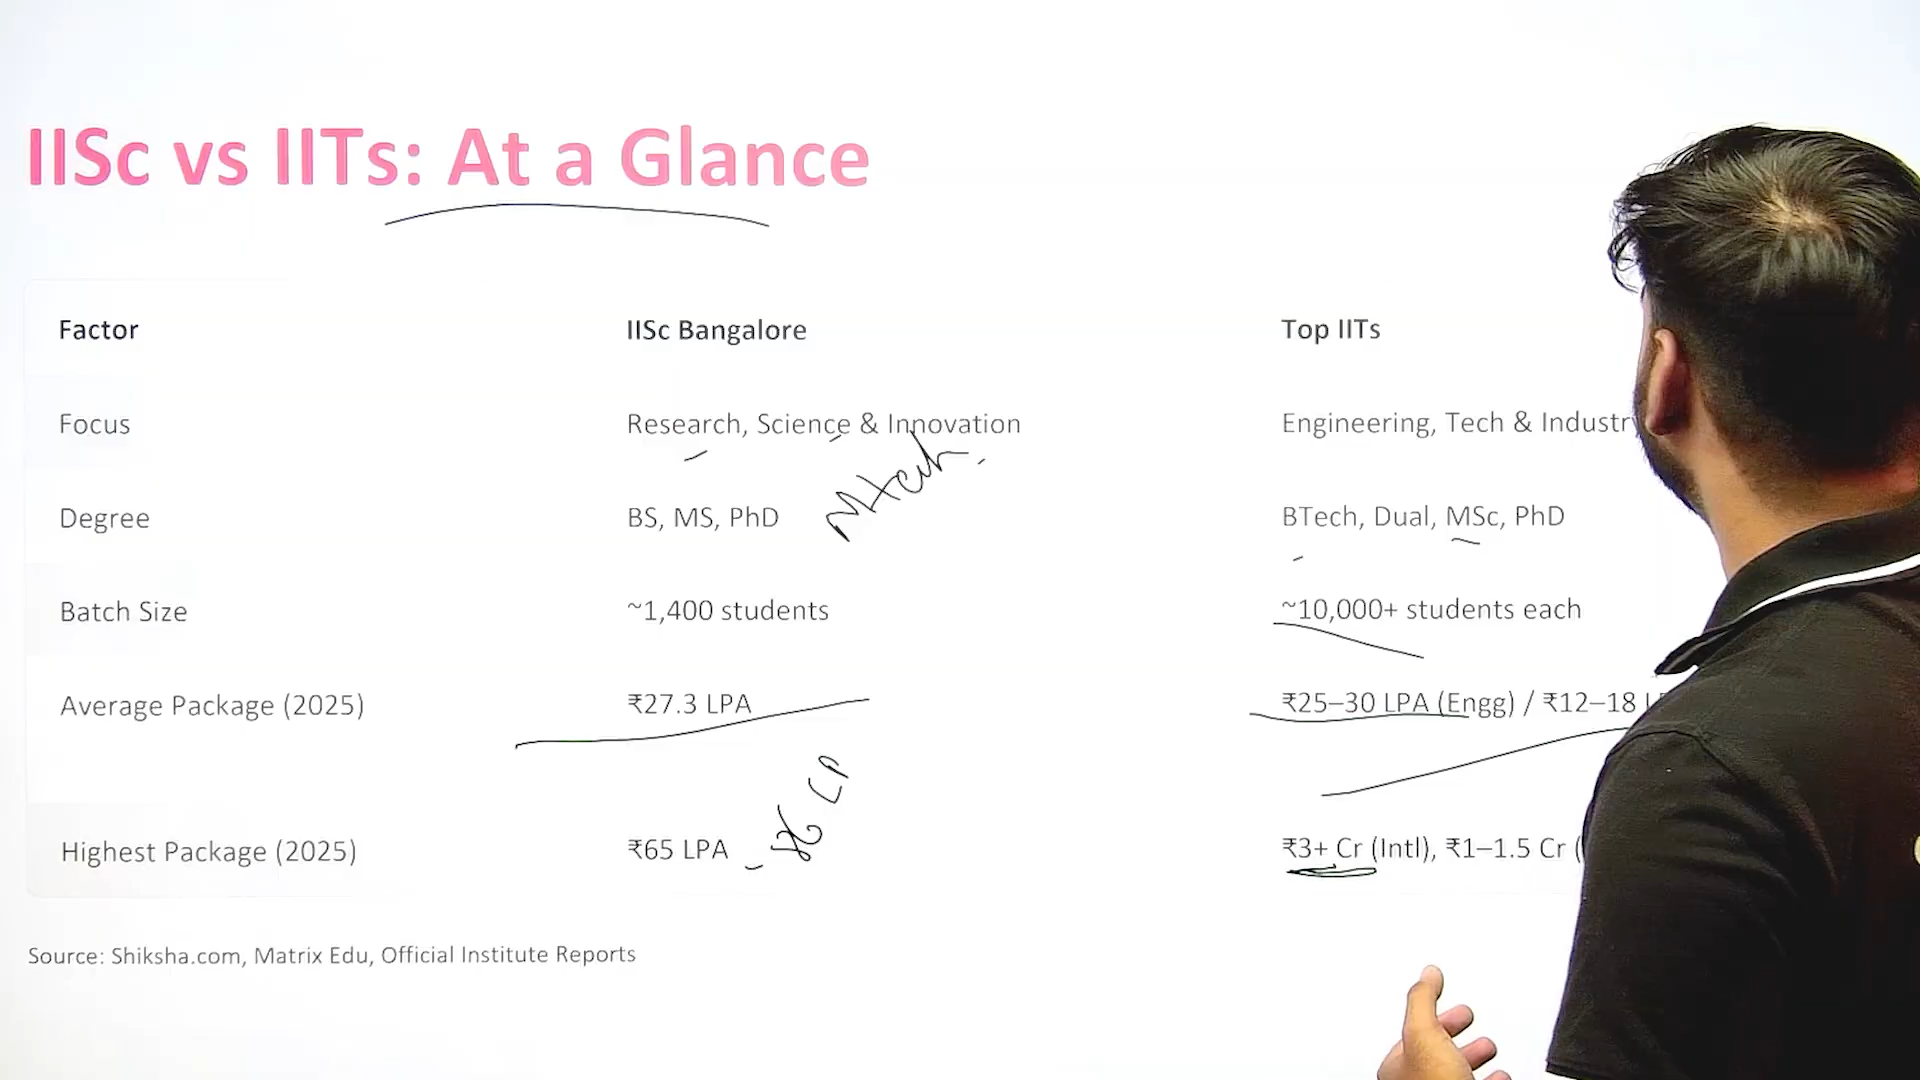 IISc vs IITs: At a Glance
Factor IISc Bangalore Top IITs
Focus Research, Science & Innovation Engineering, Tech & Industr
Mtech
Degree BS, MS, PhD BTech, Dual, MSc, PhD
Batch Size ~1,400 students ~10,000+ students each
Average Package (2025) ₹27.3 LPA ₹25–30 LPA (Engg) / ₹12–18 L
LP
Highest Package (2025) ₹65 LPA ₹3+ Cr (Intl), ₹1–1.5 Cr (
Source: Shiksha.com, Matrix Edu, Official Institute Reports